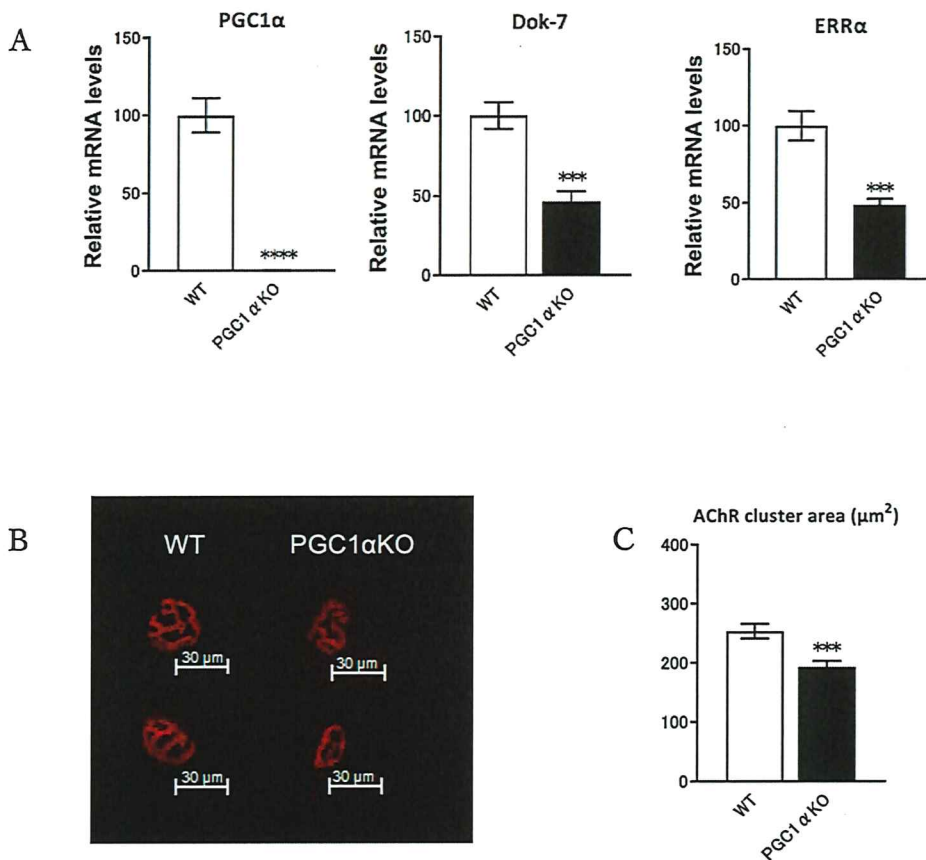 A
PGC1α
Relative mRNA levels
150
100
50
0
****
WT
PGC1αKO
Dok-7
Relative mRNA levels
150
100
50
0
***
WT
PGC1αKO
ERRα
Relative mRNA levels
150
100
50
0
***
WT
PGC1αKO
B
WT
PGC1αKO
30 µm
30 µm
30 µm
30 µm
C
AChR cluster area (µm²)
400
300
200
100
0
***
WT
PGC1αKO